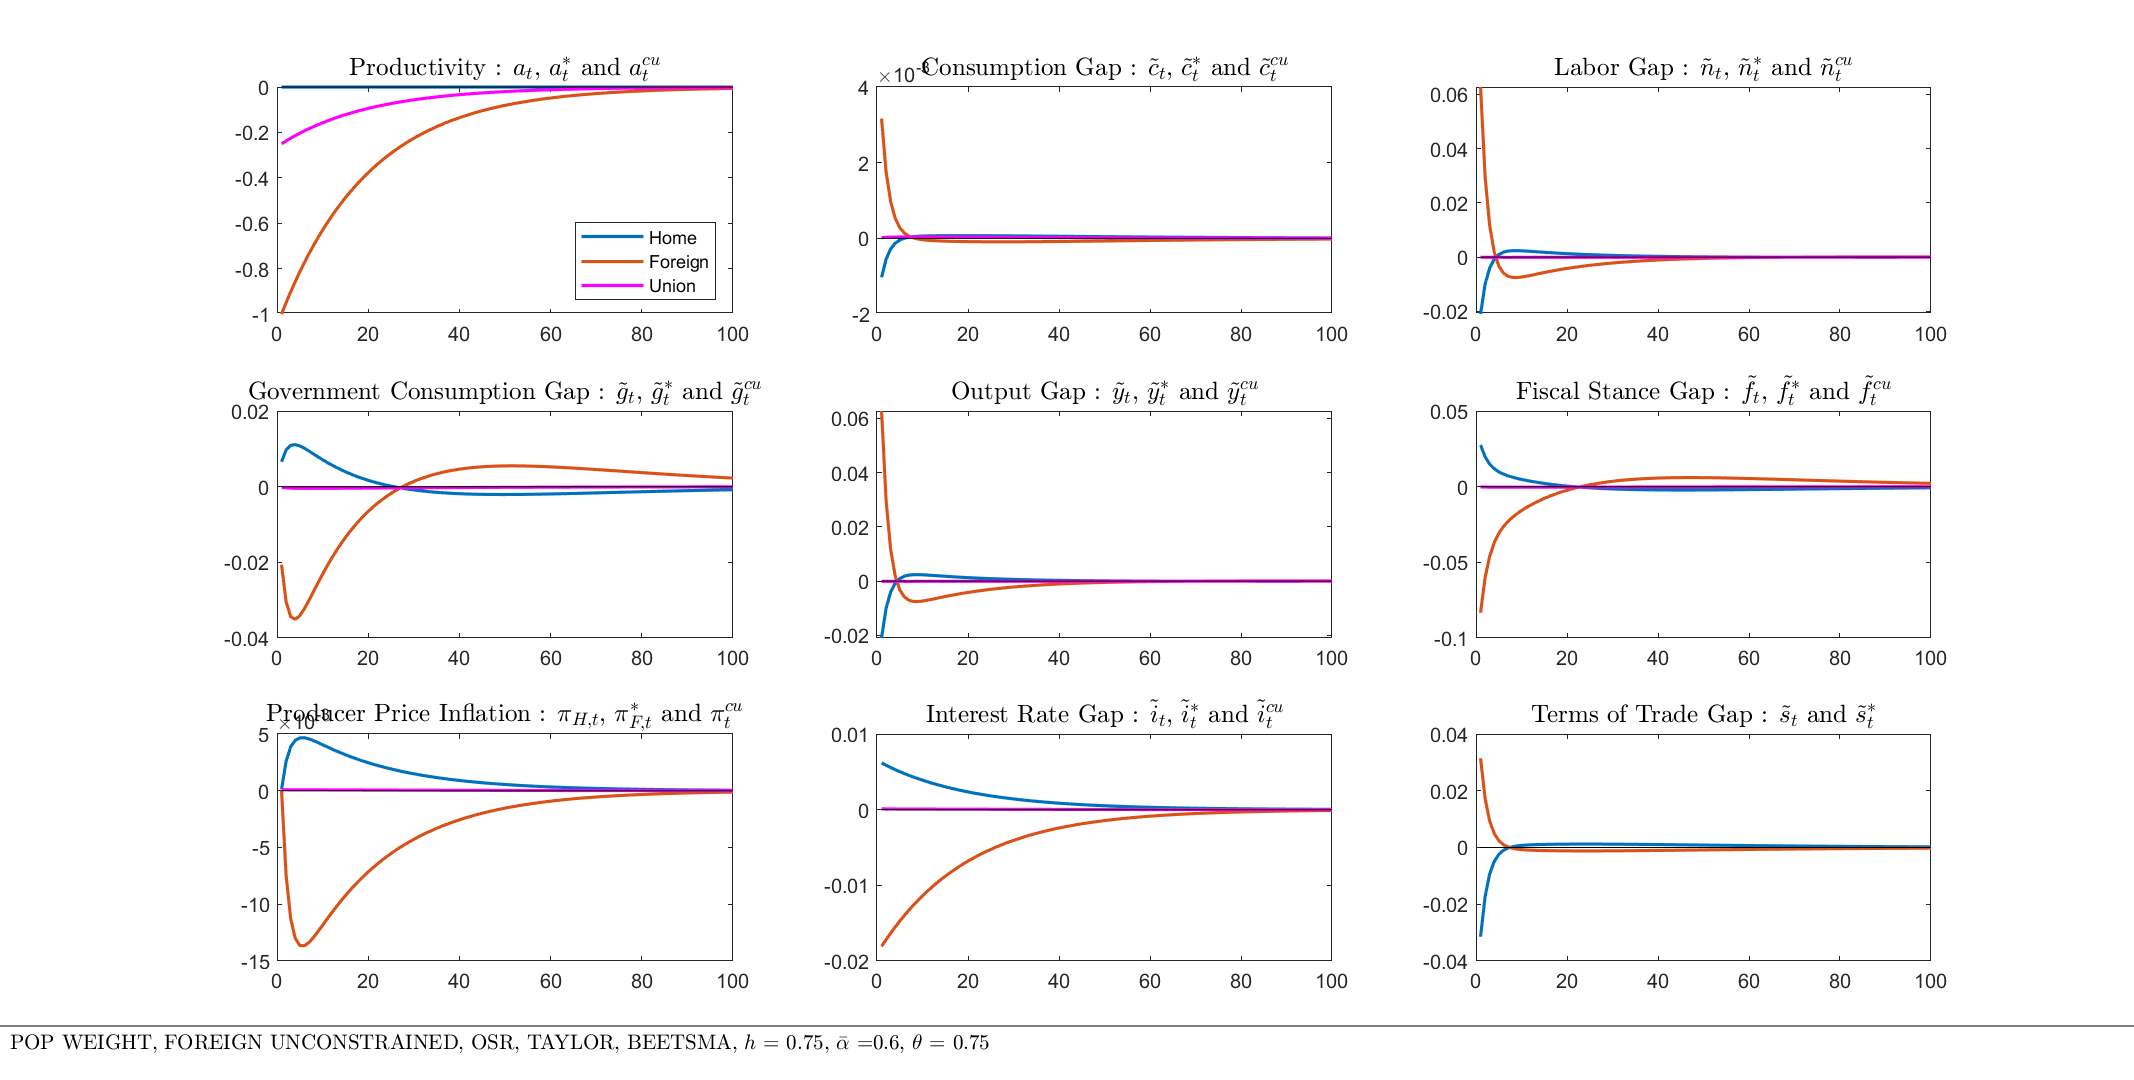 Productivity : a_t, a_t^* and a_t^{cu}
0
-0.2
-0.4
-0.6
-0.8
-1
0 20 40 60 80 100
Home
Foreign
Union
Consumption Gap : c̃_t, c̃_t^* and c̃_t^{cu}
×10^{-3}
4
2
0
-2
0 20 40 60 80 100
Labor Gap : ñ_t, ñ_t^* and ñ_t^{cu}
0.06
0.04
0.02
0
-0.02
0 20 40 60 80 100
Government Consumption Gap : g̃_t, g̃_t^* and g̃_t^{cu}
0.02
0
-0.02
-0.04
0 20 40 60 80 100
Output Gap : ỹ_t, ỹ_t^* and ỹ_t^{cu}
0.06
0.04
0.02
0
-0.02
0 20 40 60 80 100
Fiscal Stance Gap : f̃_t, f̃_t^* and f̃_t^{cu}
0.05
0
-0.05
-0.1
0 20 40 60 80 100
Producer Price Inflation : π_{H,t}, π_{F,t}^* and π_t^{cu}
×10^{-3}
5
0
-5
-10
-15
0 20 40 60 80 100
Interest Rate Gap : ĩ_t, ĩ_t^* and ĩ_t^{cu}
0.01
0
-0.01
-0.02
0 20 40 60 80 100
Terms of Trade Gap : s̃_t and s̃_t^*
0.04
0.02
0
-0.02
-0.04
0 20 40 60 80 100
POP WEIGHT, FOREIGN UNCONSTRAINED, OSR, TAYLOR, BEETSMA, h = 0.75, ᾱ =0.6, θ = 0.75